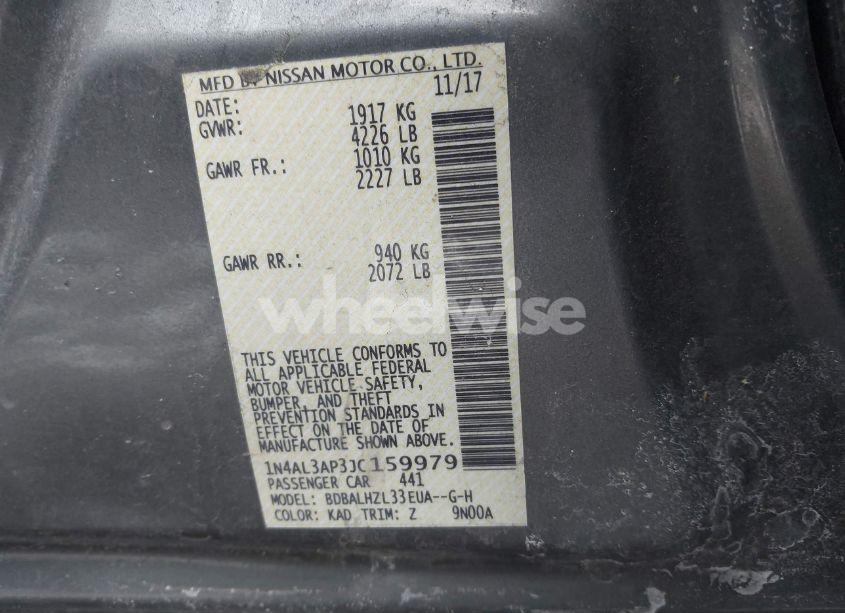 MFD BY NISSAN MOTOR CO., LTD.
DATE: 11/17
GVWR: 1917 KG
4226 LB
GAWR FR.: 1010 KG
2227 LB
GAWR RR.: 940 KG
2072 LB
wheelwise
THIS VEHICLE CONFORMS TO
ALL APPLICABLE FEDERAL
MOTOR VEHICLE SAFETY,
BUMPER, AND THEFT
PREVENTION STANDARDS IN
EFFECT ON THE DATE OF
MANUFACTURE SHOWN ABOVE.
1N4AL3AP3JC159979
PASSENGER CAR 441
MODEL: BDBALHZL33EUA--G-H
COLOR: KAD TRIM: Z 9N00A